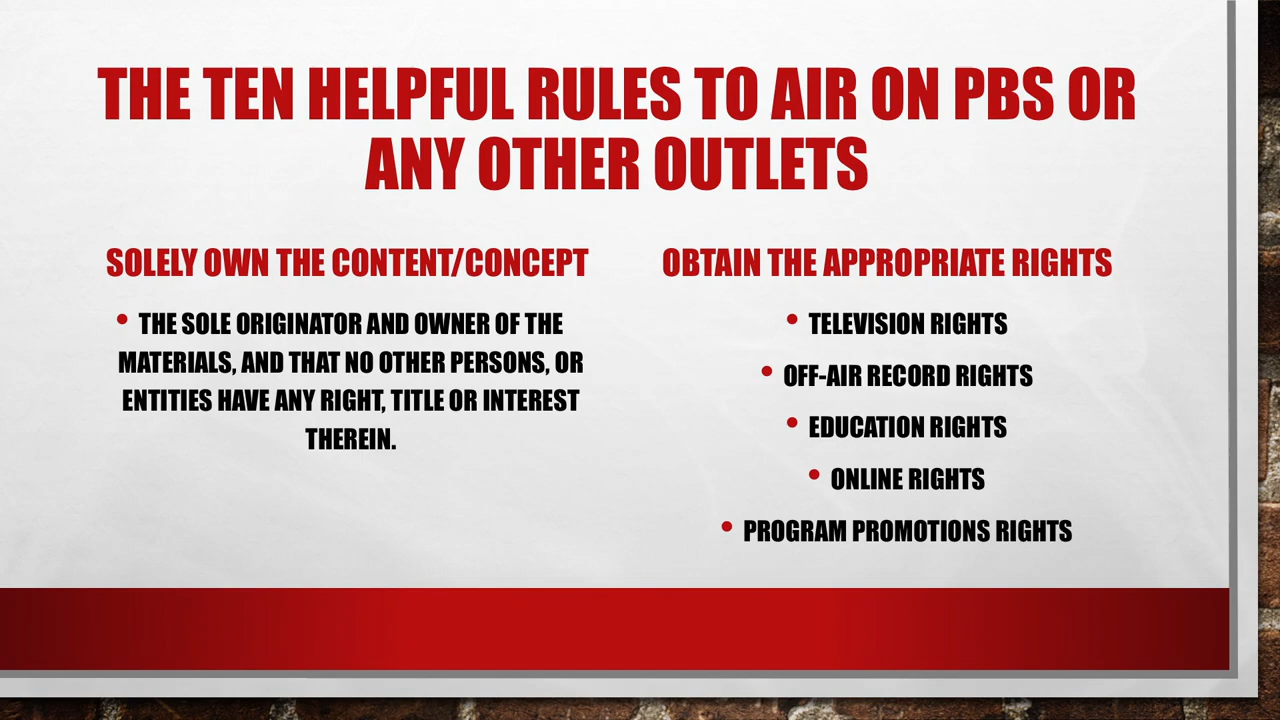 THE TEN HELPFUL RULES TO AIR ON PBS OR
ANY OTHER OUTLETS
SOLELY OWN THE CONTENT/CONCEPT
• THE SOLE ORIGINATOR AND OWNER OF THE
MATERIALS, AND THAT NO OTHER PERSONS, OR
ENTITIES HAVE ANY RIGHT, TITLE OR INTEREST
THEREIN.
OBTAIN THE APPROPRIATE RIGHTS
• TELEVISION RIGHTS
• OFF-AIR RECORD RIGHTS
• EDUCATION RIGHTS
• ONLINE RIGHTS
• PROGRAM PROMOTIONS RIGHTS